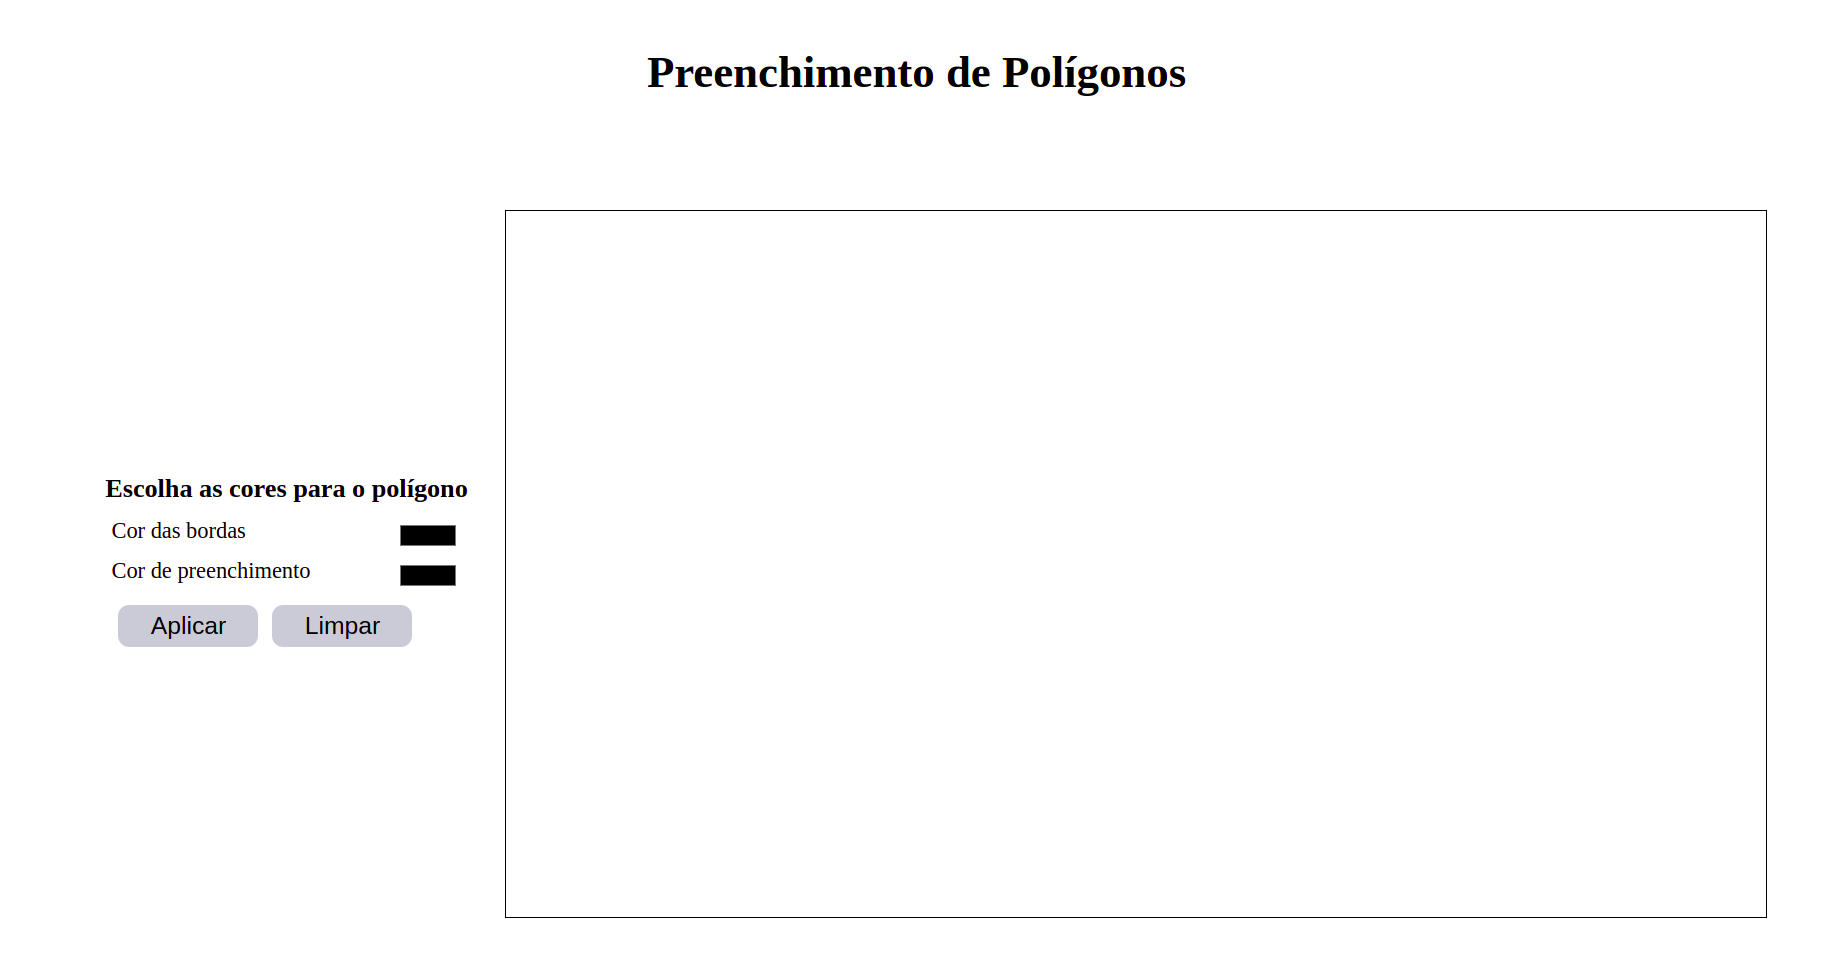 Preenchimento de Polígonos
Escolha as cores para o polígono
Cor das bordas
Cor de preenchimento
Aplicar Limpar